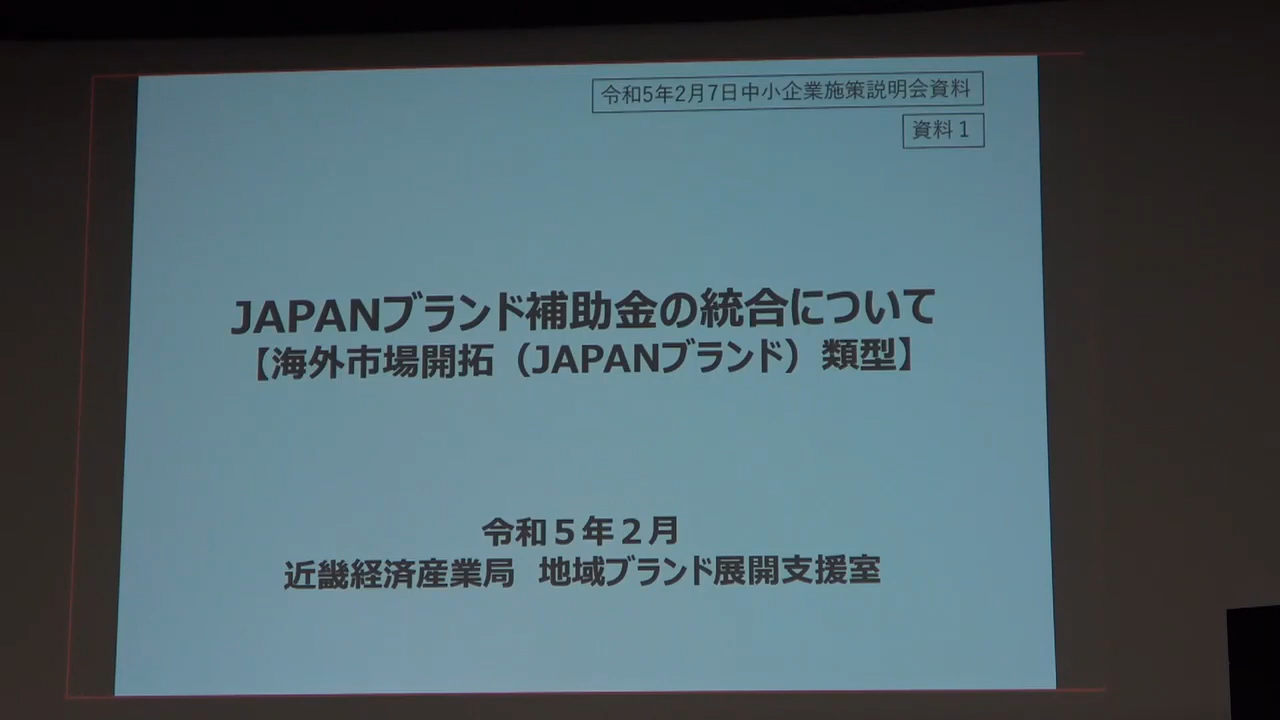 令和5年2月7日中小企業施策説明会資料
資料１
JAPANブランド補助金の統合について
【海外市場開拓（JAPANブランド）類型】
令和５年２月
近畿経済産業局　地域ブランド展開支援室